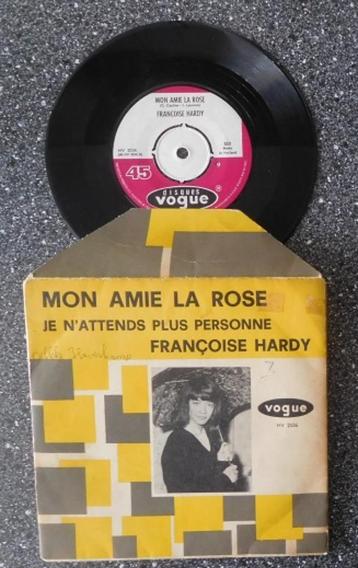 MON AMIE LA ROSE
FRANCOISE HARDY
45
DISQUES
vogue
MON AMIE LA ROSE
JE N'ATTENDS PLUS PERSONNE
FRANÇOISE HARDY
vogue